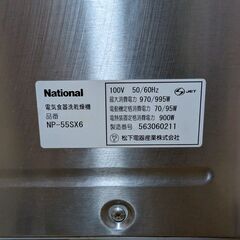 National
電気食器洗乾燥機
品番
NP-55SX6
100V 50/60Hz
JET
最大消費電力 970/995W
電動機定格消費電力 70/95W
電熱装置定格消費電力 900W
製造番号 563060211
松下電器産業株式会社